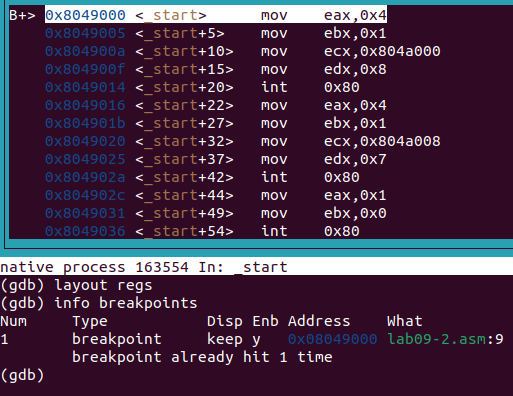 B+> 0x8049000 <_start> mov eax,0x4
0x8049005 <_start+5> mov ebx,0x1
0x804900a <_start+10> mov ecx,0x804a000
0x804900f <_start+15> mov edx,0x8
0x8049014 <_start+20> int 0x80
0x8049016 <_start+22> mov eax,0x4
0x804901b <_start+27> mov ebx,0x1
0x8049020 <_start+32> mov ecx,0x804a008
0x8049025 <_start+37> mov edx,0x7
0x804902a <_start+42> int 0x80
0x804902c <_start+44> mov eax,0x1
0x8049031 <_start+49> mov ebx,0x0
0x8049036 <_start+54> int 0x80
native process 163554 In: _start
(gdb) layout regs
(gdb) info breakpoints
Num Type Disp Enb Address What
1 breakpoint keep y 0x08049000 lab09-2.asm:9
breakpoint already hit 1 time
(gdb)